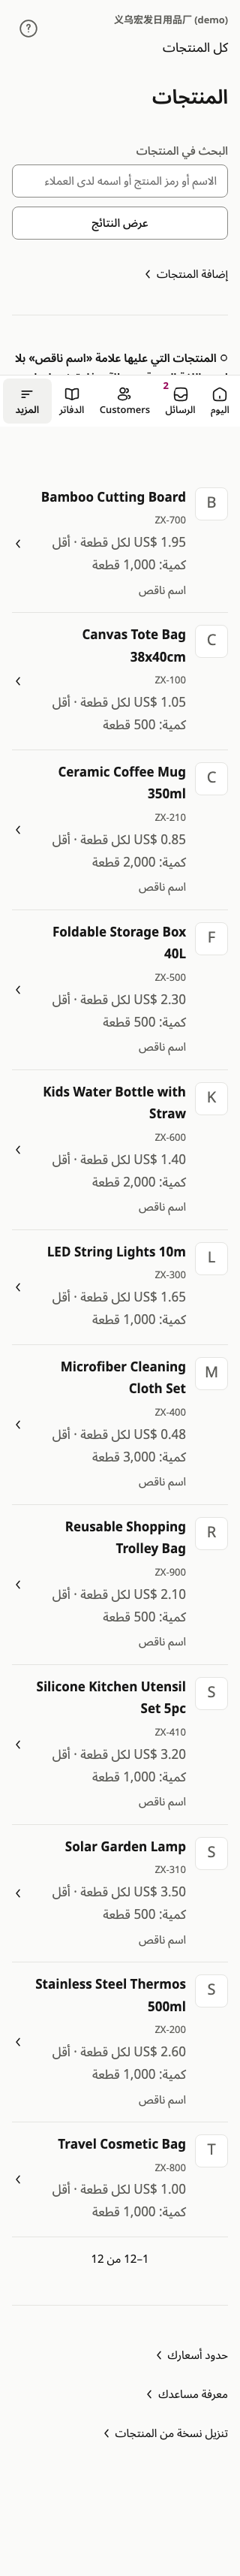 义乌宏发日用品厂 (demo)
كل المنتجات
المنتجات
البحث في المنتجات
الاسم أو رمز المنتج أو اسمه لدى العملاء
عرض النتائج
إضافة المنتجات
المنتجات التي عليها علامة «اسم ناقص» بلا
اليوم
الرسائل
2
Customers
الدفاتر
المزيد
B
Bamboo Cutting Board
ZX-700
US$ 1.95 لكل قطعة · أقل
كمية: 1,000 قطعة
اسم ناقص
C
Canvas Tote Bag
38x40cm
ZX-100
US$ 1.05 لكل قطعة · أقل
كمية: 500 قطعة
C
Ceramic Coffee Mug
350ml
ZX-210
US$ 0.85 لكل قطعة · أقل
كمية: 2,000 قطعة
اسم ناقص
F
Foldable Storage Box
40L
ZX-500
US$ 2.30 لكل قطعة · أقل
كمية: 500 قطعة
اسم ناقص
K
Kids Water Bottle with
Straw
ZX-600
US$ 1.40 لكل قطعة · أقل
كمية: 2,000 قطعة
اسم ناقص
L
LED String Lights 10m
ZX-300
US$ 1.65 لكل قطعة · أقل
كمية: 1,000 قطعة
M
Microfiber Cleaning
Cloth Set
ZX-400
US$ 0.48 لكل قطعة · أقل
كمية: 3,000 قطعة
اسم ناقص
R
Reusable Shopping
Trolley Bag
ZX-900
US$ 2.10 لكل قطعة · أقل
كمية: 500 قطعة
اسم ناقص
S
Silicone Kitchen Utensil
Set 5pc
ZX-410
US$ 3.20 لكل قطعة · أقل
كمية: 1,000 قطعة
اسم ناقص
S
Solar Garden Lamp
ZX-310
US$ 3.50 لكل قطعة · أقل
كمية: 500 قطعة
اسم ناقص
S
Stainless Steel Thermos
500ml
ZX-200
US$ 2.60 لكل قطعة · أقل
كمية: 1,000 قطعة
اسم ناقص
T
Travel Cosmetic Bag
ZX-800
US$ 1.00 لكل قطعة · أقل
كمية: 1,000 قطعة
1–12 من 12
حدود أسعارك
معرفة مساعدك
تنزيل نسخة من المنتجات